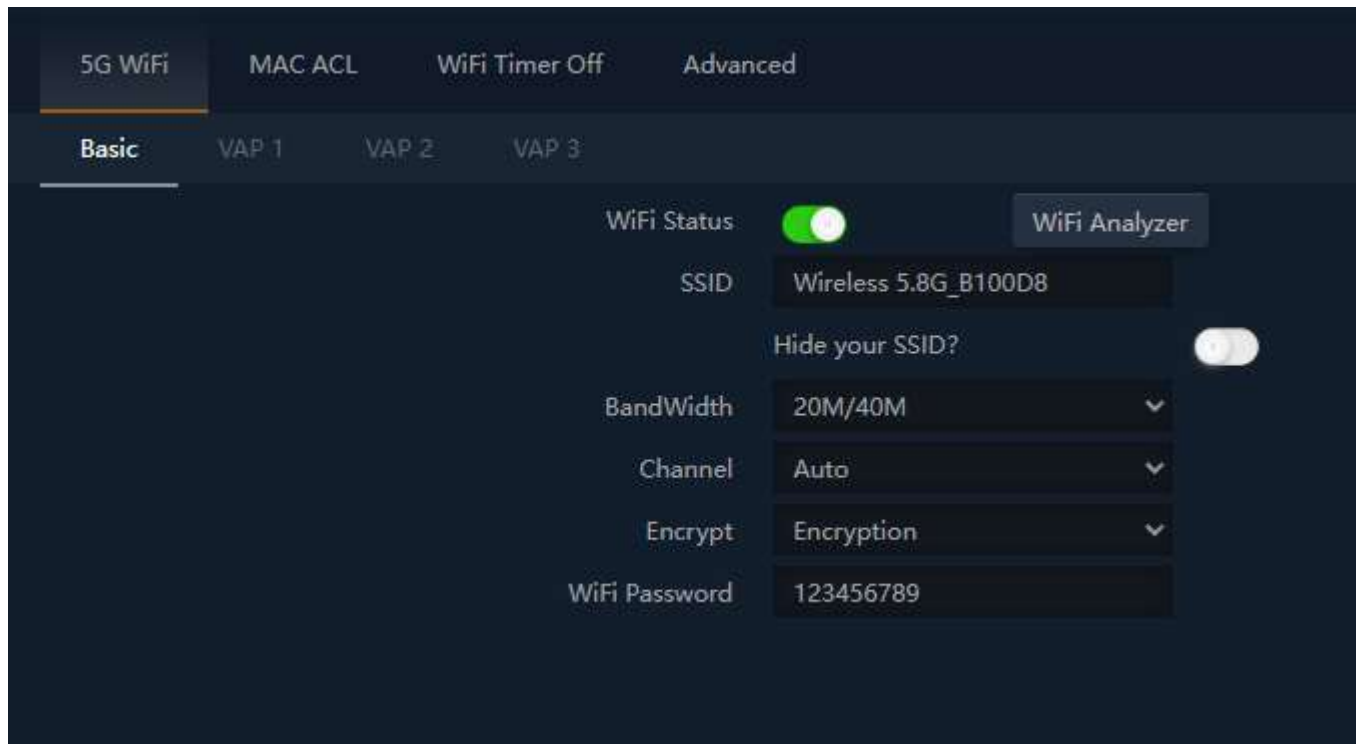 5G WiFi MAC ACL WiFi Timer Off Advanced
Basic VAP 1 VAP 2 VAP 3
WiFi Status WiFi Analyzer
SSID Wireless 5.8G_B100D8
Hide your SSID?
BandWidth 20M/40M
Channel Auto
Encrypt Encryption
WiFi Password 123456789